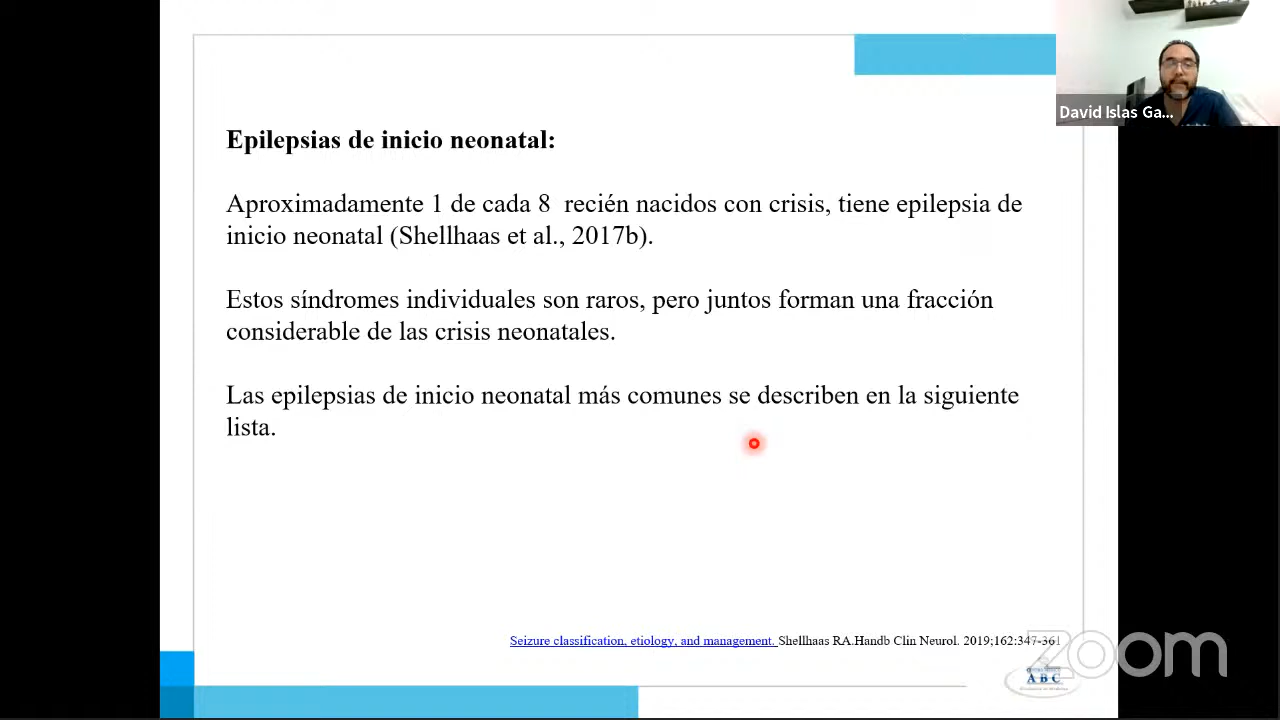 David Islas Ga...
Epilepsias de inicio neonatal:
Aproximadamente 1 de cada 8 recién nacidos con crisis, tiene epilepsia de
inicio neonatal (Shellhaas et al., 2017b).
Estos síndromes individuales son raros, pero juntos forman una fracción
considerable de las crisis neonatales.
Las epilepsias de inicio neonatal más comunes se describen en la siguiente
lista.
Seizure classification, etiology, and management. Shellhaas RA.Handb Clin Neurol. 2019;162:347-361
zoom
ABC